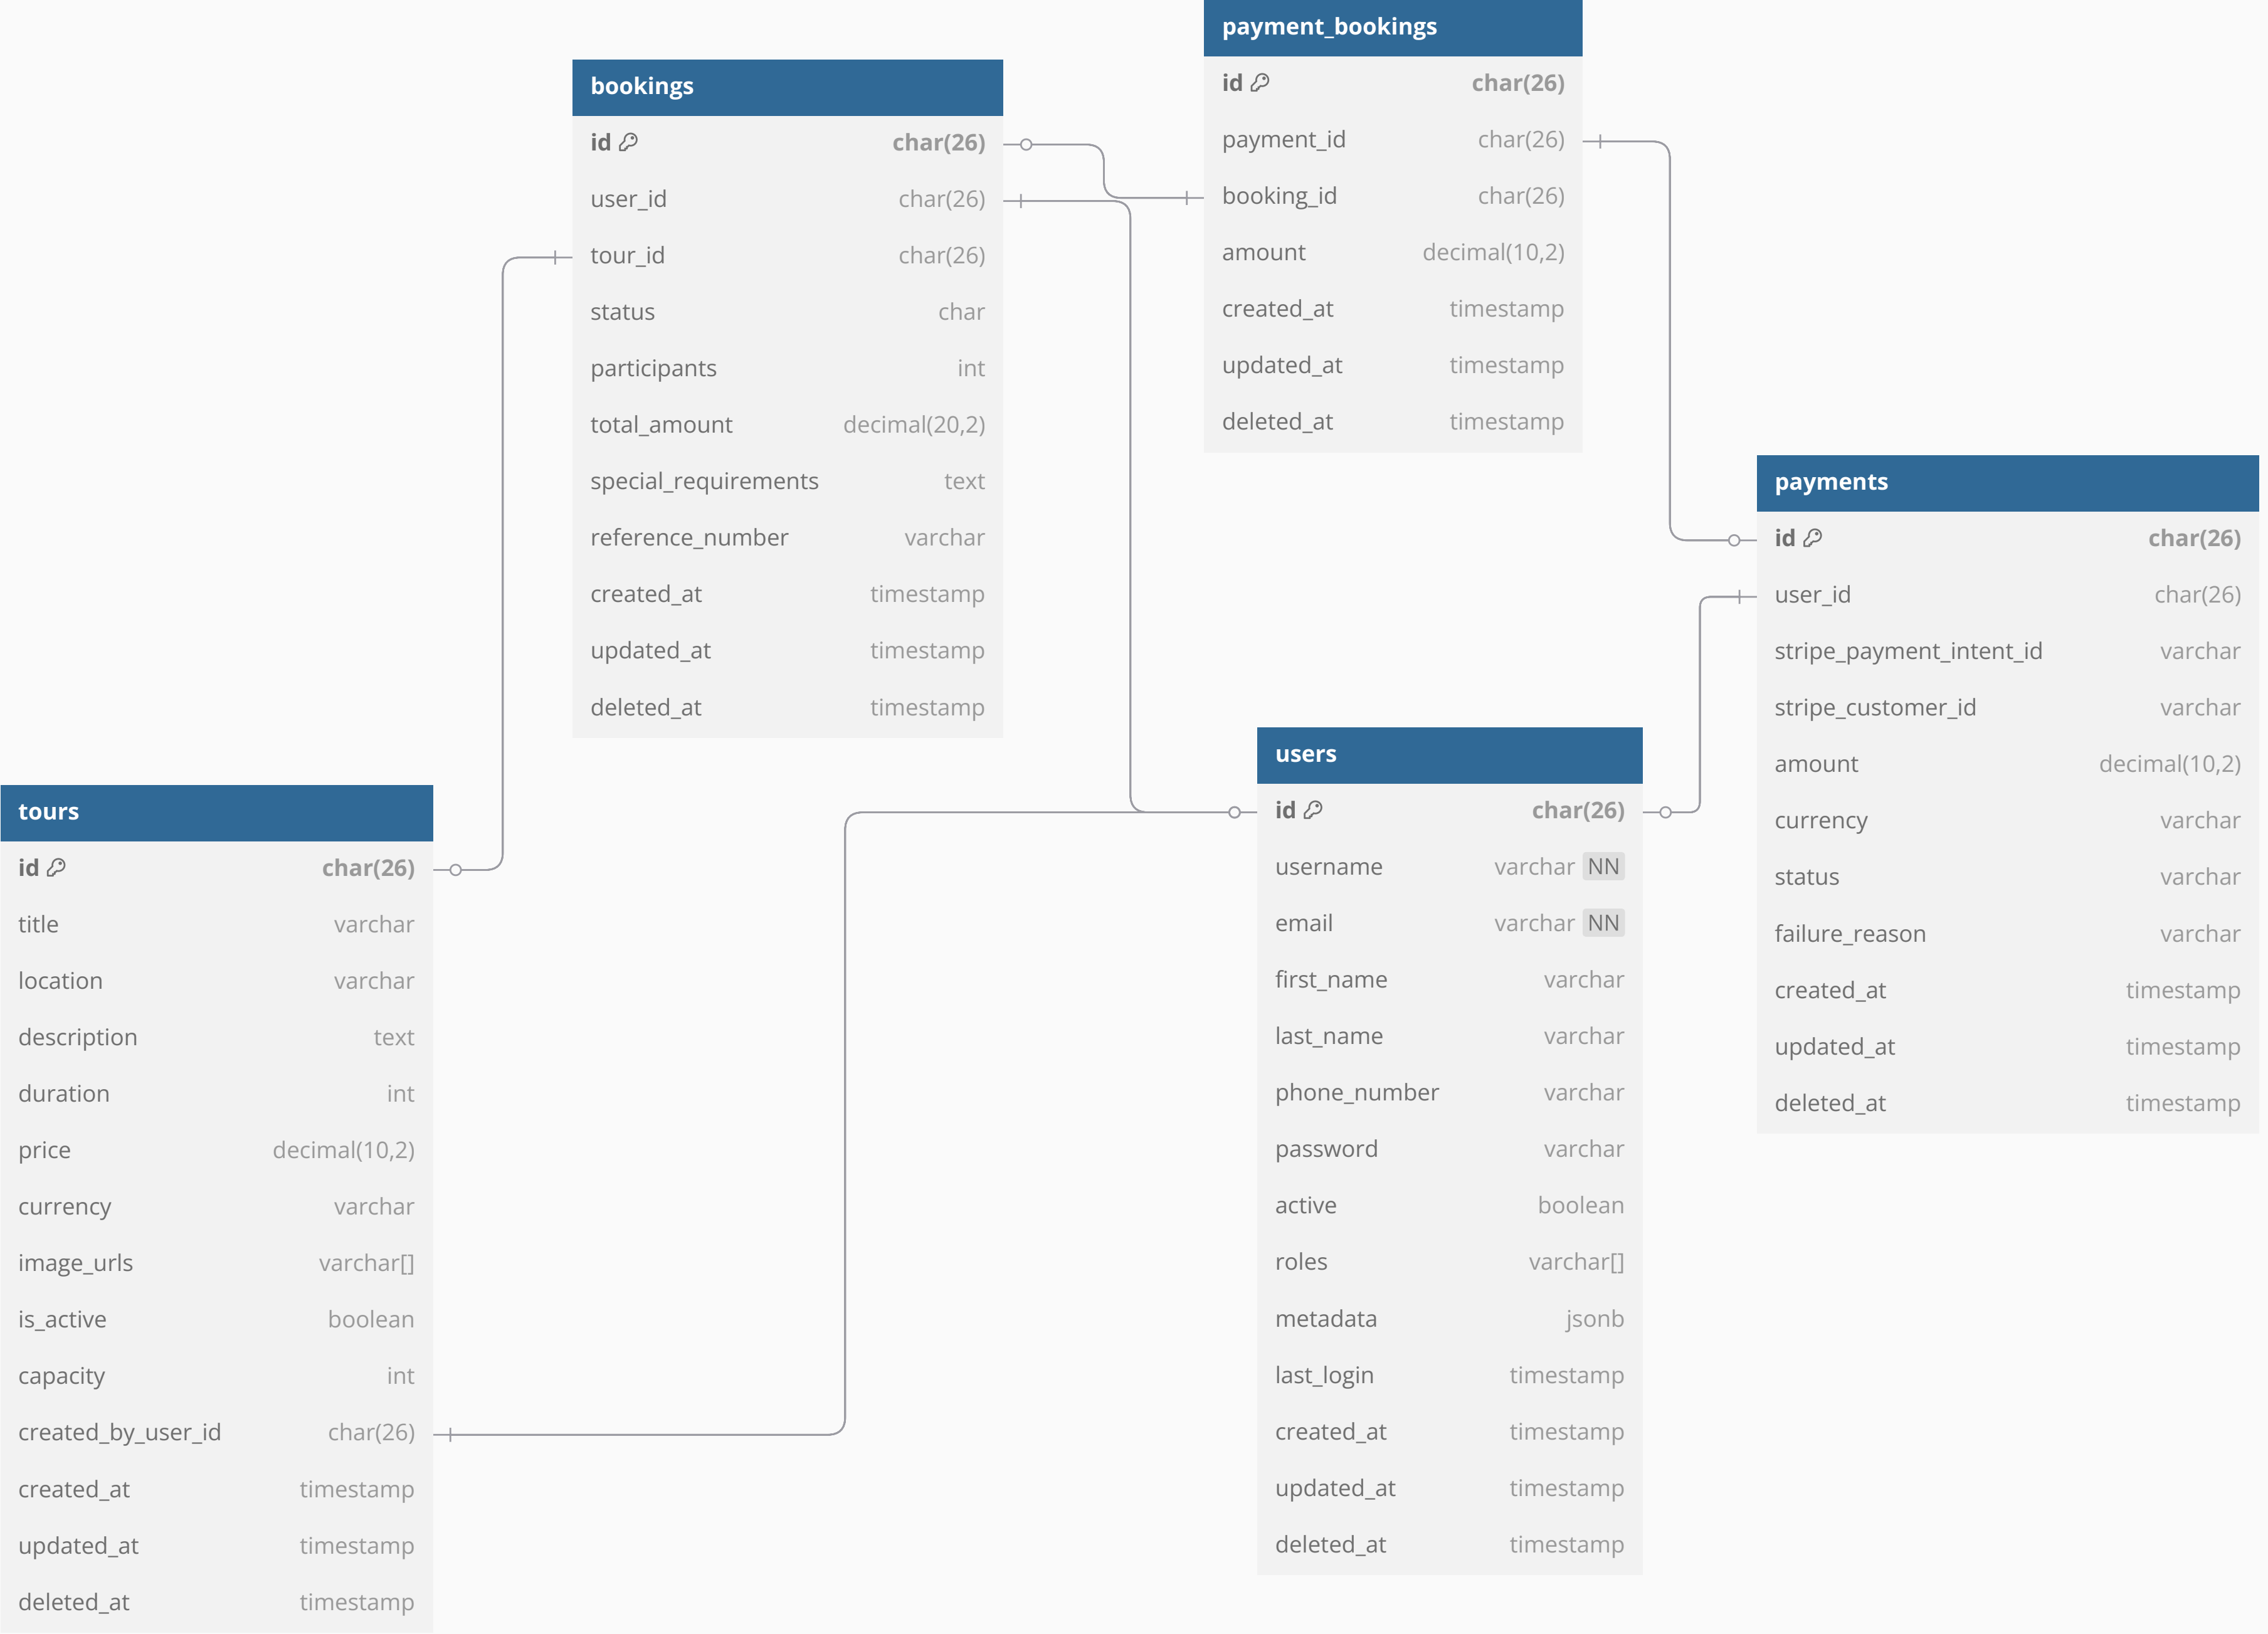 payment_bookings
id char(26)
payment_id char(26)
booking_id char(26)
amount decimal(10,2)
created_at timestamp
updated_at timestamp
deleted_at timestamp
bookings
id char(26)
user_id char(26)
tour_id char(26)
status char
participants int
total_amount decimal(20,2)
special_requirements text
reference_number varchar
created_at timestamp
updated_at timestamp
deleted_at timestamp
payments
id char(26)
user_id char(26)
stripe_payment_intent_id varchar
stripe_customer_id varchar
amount decimal(10,2)
currency varchar
status varchar
failure_reason varchar
created_at timestamp
updated_at timestamp
deleted_at timestamp
users
id char(26)
username varchar NN
email varchar NN
first_name varchar
last_name varchar
phone_number varchar
password varchar
active boolean
roles varchar[]
metadata jsonb
last_login timestamp
created_at timestamp
updated_at timestamp
deleted_at timestamp
tours
id char(26)
title varchar
location varchar
description text
duration int
price decimal(10,2)
currency varchar
image_urls varchar[]
is_active boolean
capacity int
created_by_user_id char(26)
created_at timestamp
updated_at timestamp
deleted_at timestamp